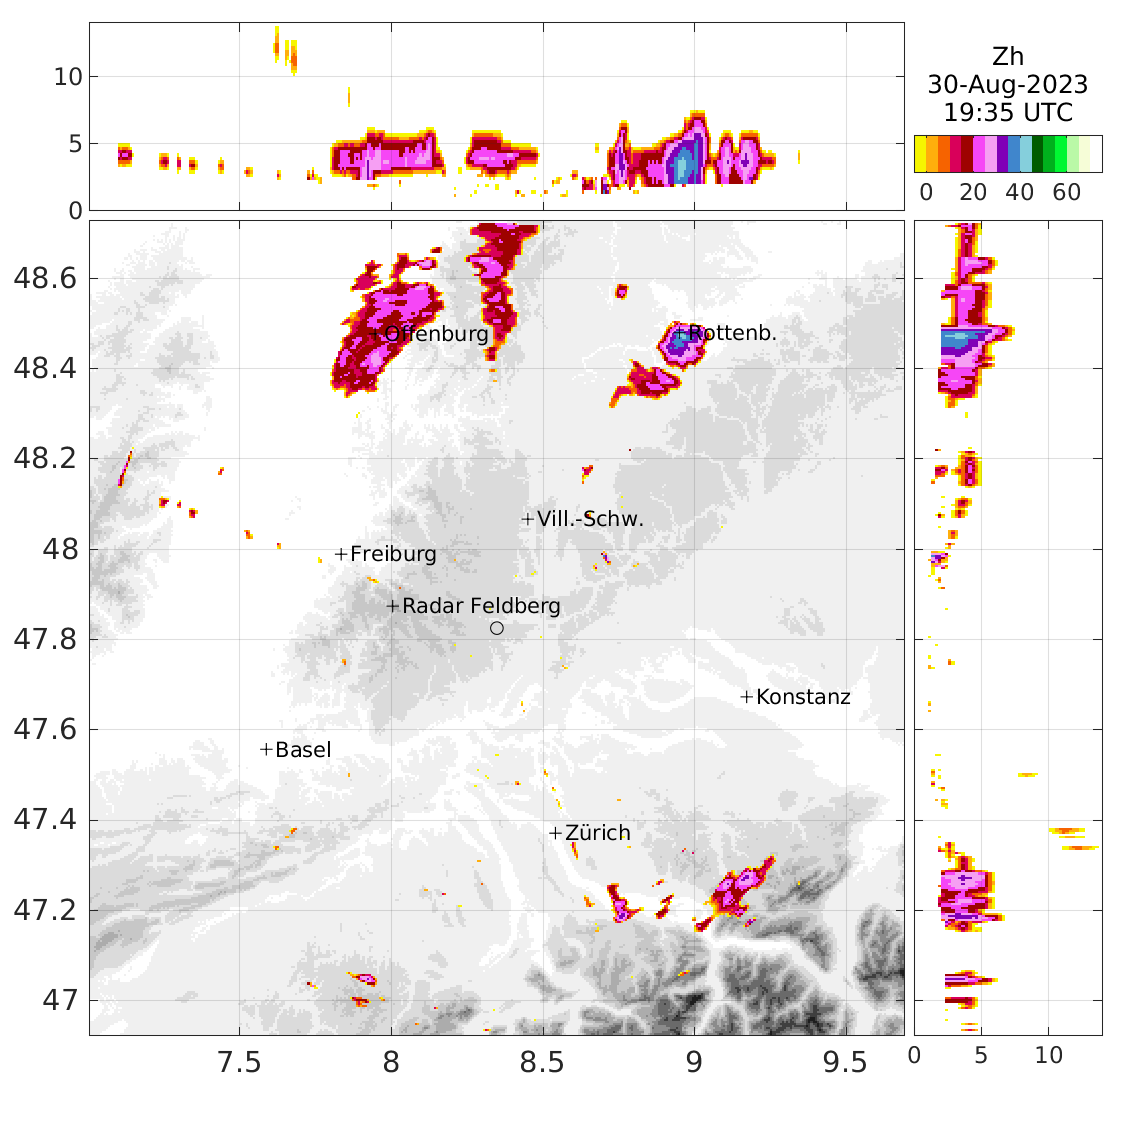 10
5
0
Zh
30-Aug-2023
19:35 UTC
0 20 40 60
48.6
48.4
48.2
48
47.8
47.6
47.4
47.2
47
Offenburg
Rottenb.
Vill.-Schw.
Freiburg
Radar Feldberg
Konstanz
Basel
Zürich
7.5 8 8.5 9 9.5
0 5 10